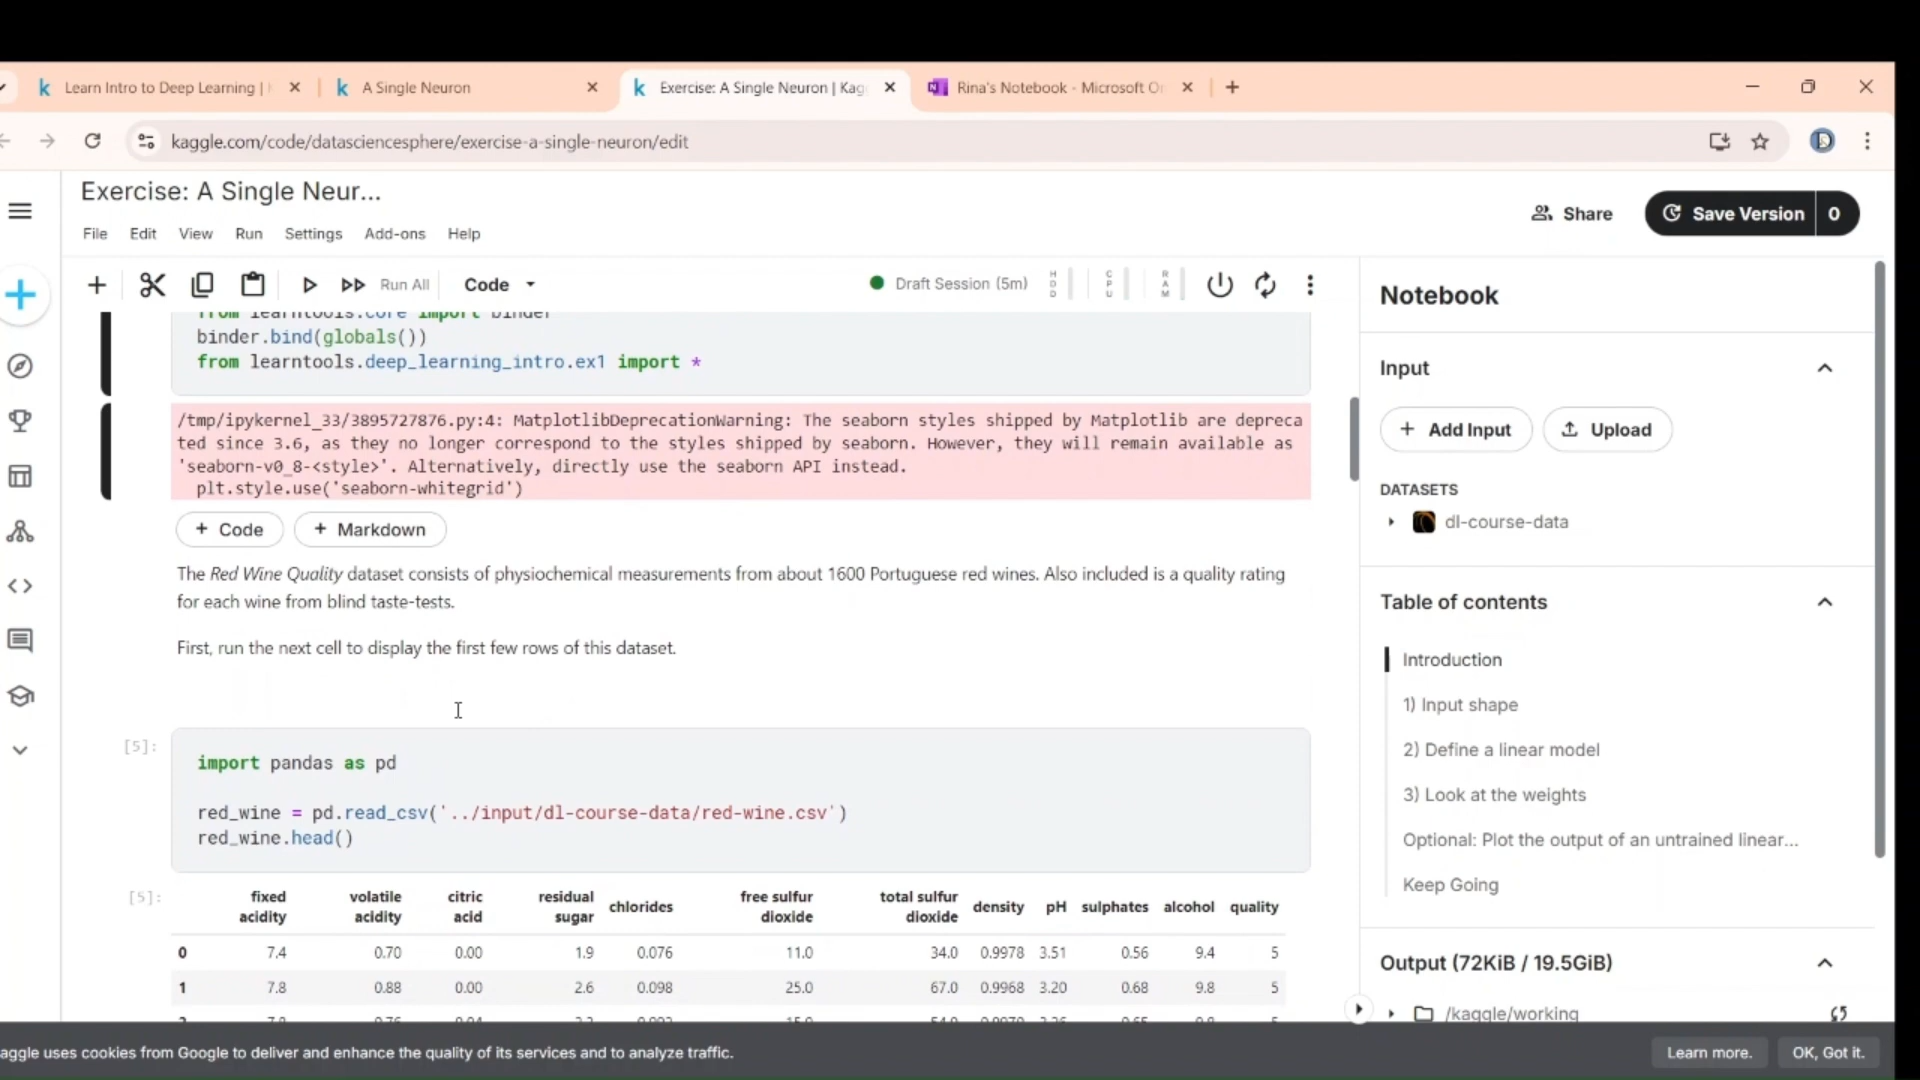 Learn Intro to Deep Learning |
A Single Neuron
Exercise: A Single Neuron | Kag
Rina's Notebook - Microsoft On
kaggle.com/code/datasciencesphere/exercise-a-single-neuron/edit
Exercise: A Single Neur...
File Edit View Run Settings Add-ons Help
Share
Save Version 0
Run All
Code
Draft Session (5m)
HDD
CPU
RAM
from learntools.core import binder
binder.bind(globals())
from learntools.deep_learning_intro.ex1 import *
/tmp/ipykernel_33/3895727876.py:4: MatplotlibDeprecationWarning: The seaborn styles shipped by Matplotlib are depreca
ted since 3.6, as they no longer correspond to the styles shipped by seaborn. However, they will remain available as
'seaborn-v0_8-<style>'. Alternatively, directly use the seaborn API instead.
plt.style.use('seaborn-whitegrid')
+ Code
+ Markdown
The Red Wine Quality dataset consists of physiochemical measurements from about 1600 Portuguese red wines. Also included is a quality rating
for each wine from blind taste-tests.
First, run the next cell to display the first few rows of this dataset.
[5]:
import pandas as pd
red_wine = pd.read_csv('../input/dl-course-data/red-wine.csv')
red_wine.head()
[5]:
fixed acidity volatile acidity citric acid residual sugar chlorides free sulfur dioxide total sulfur dioxide density pH sulphates alcohol quality
0 7.4 0.70 0.00 1.9 0.076 11.0 34.0 0.9978 3.51 0.56 9.4 5
1 7.8 0.88 0.00 2.6 0.098 25.0 67.0 0.9968 3.20 0.68 9.8 5
Notebook
Input
+ Add Input
Upload
DATASETS
dl-course-data
Table of contents
Introduction
1) Input shape
2) Define a linear model
3) Look at the weights
Optional: Plot the output of an untrained linear...
Keep Going
Output (72KiB / 19.5GiB)
/kaggle/working
aggle uses cookies from Google to deliver and enhance the quality of its services and to analyze traffic.
Learn more.
OK, Got it.